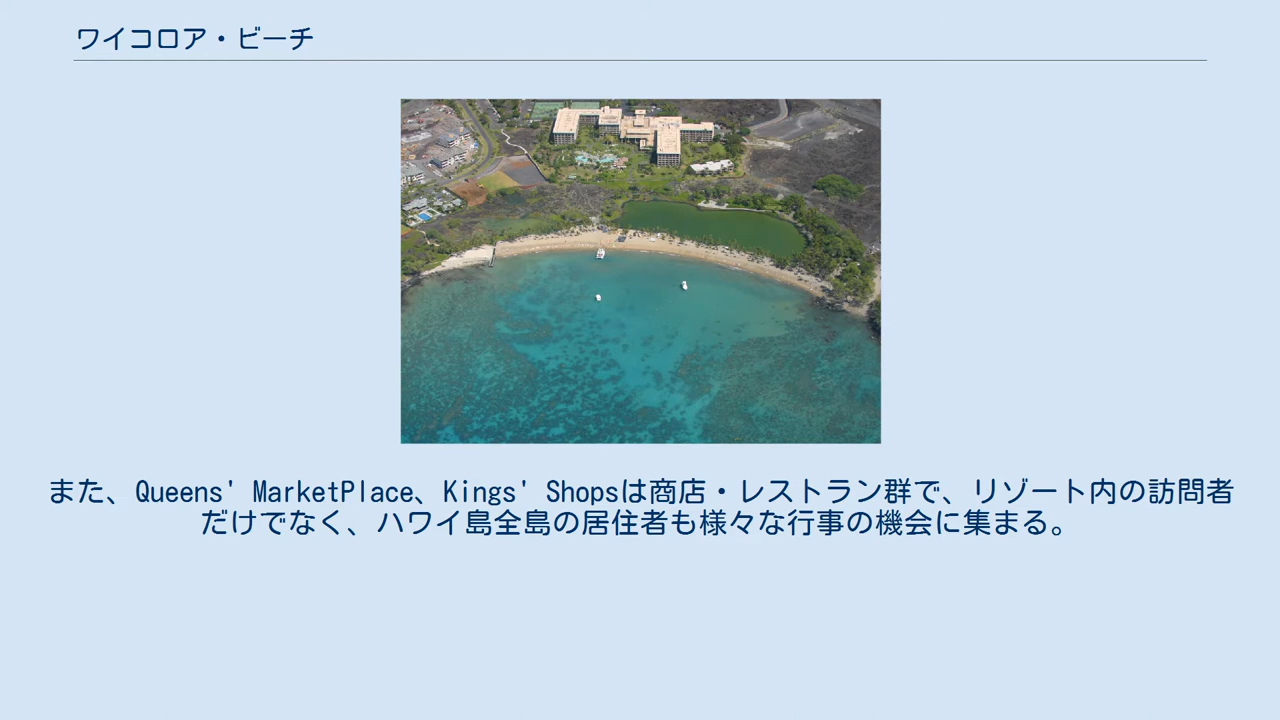 ワイコロア・ビーチ
また、Queens' MarketPlace、Kings' Shopsは商店・レストラン群で、リゾート内の訪問者
だけでなく、ハワイ島全島の居住者も様々な行事の機会に集まる。